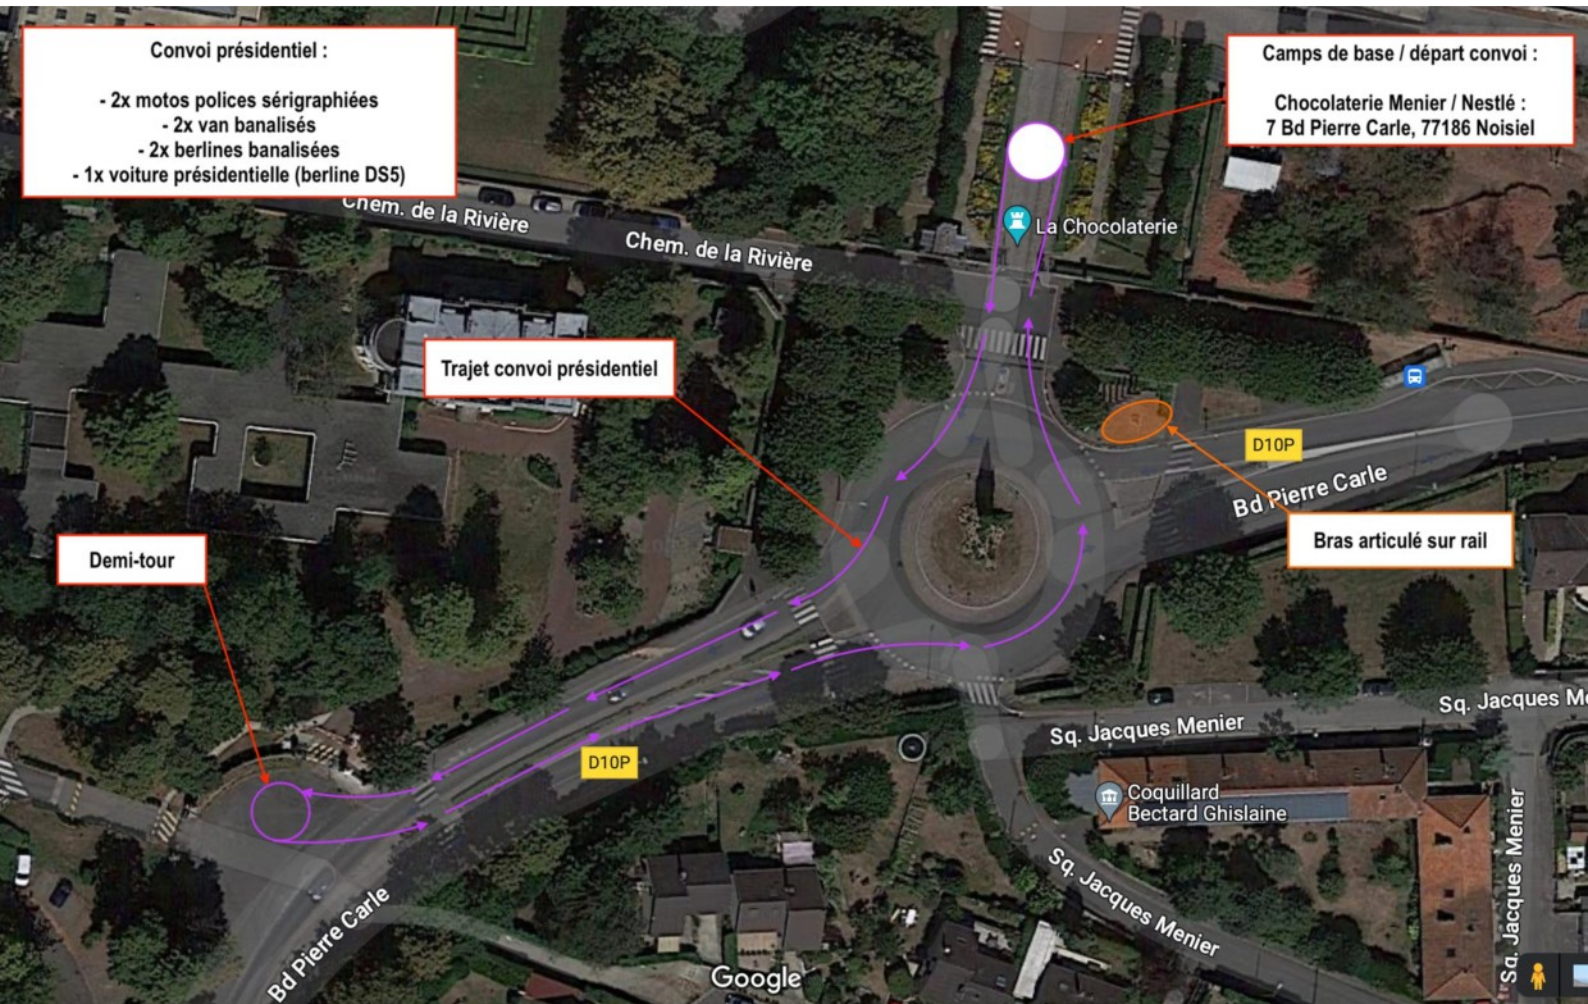 Convoi présidentiel :
- 2x motos polices sérigraphiées
- 2x van banalisés
- 2x berlines banalisées
- 1x voiture présidentielle (berline DS5)
Camps de base / départ convoi :
Chocolaterie Menier / Nestlé :
7 Bd Pierre Carle, 77186 Noisiel
Chem. de la Rivière
Chem. de la Rivière
La Chocolaterie
Trajet convoi présidentiel
D10P
Bd Pierre Carle
Bras articulé sur rail
Demi-tour
D10P
Sq. Jacques Menier
Sq. Jacques Me
Coquillard
Bectard Ghislaine
Sq. Jacques Menier
Sq. Jacques Menier
Bd Pierre Carle
Google